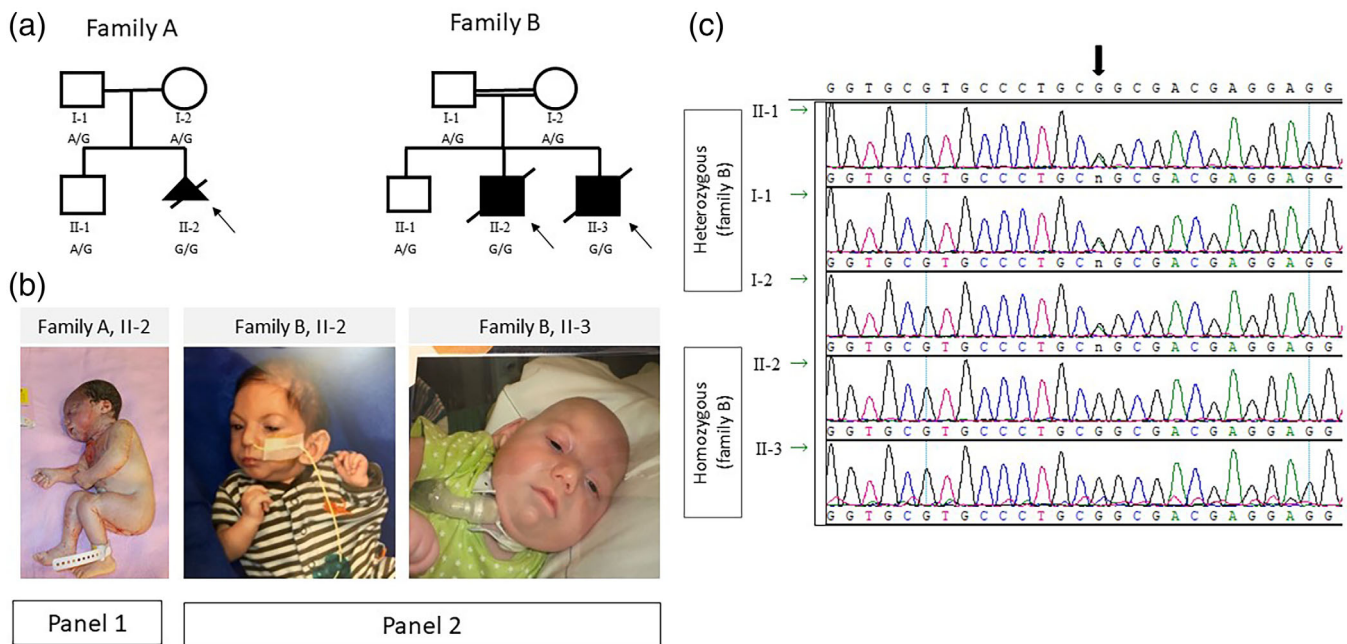 (a)
Family A
I-1
I-2
A/G
A/G
II-1
II-2
A/G
G/G
Family B
I-1
I-2
A/G
A/G
II-1
II-2
II-3
A/G
G/G
G/G
(b)
Family A, II-2
Family B, II-2
Family B, II-3
Panel 1
Panel 2
(c)
G G T G C G T G C C C T G C G G C G A C G A G G A G G
Heterozygous
(family B)
II-1
G G T G C G T G C C C T G C n G C G A C G A G G A G G
I-1
G G T G C G T G C C C T G C n G C G A C G A G G A G G
I-2
G G T G C G T G C C C T G C n G C G A C G A G G A G G
Homozygous
(family B)
II-2
G G T G C G T G C C C T G C G G C G A C G A G G A G G
II-3
G G T G C G T G C C C T G C G G C G A C G A G G A G G